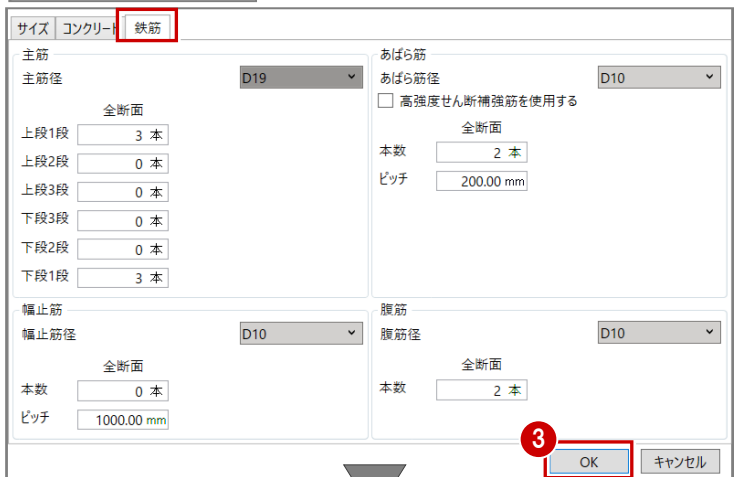 サイズ コンクリート 鉄筋
主筋
主筋径 D19
全断面
上段1段 3 本
上段2段 0 本
上段3段 0 本
下段3段 0 本
下段2段 0 本
下段1段 3 本
あばら筋
あばら筋径 D10
高強度せん断補強筋を使用する
全断面
本数 2 本
ピッチ 200.00 mm
幅止筋
幅止筋径 D10
全断面
本数 0 本
ピッチ 1000.00 mm
腹筋
腹筋径 D10
全断面
本数 2 本
3
OK キャンセル